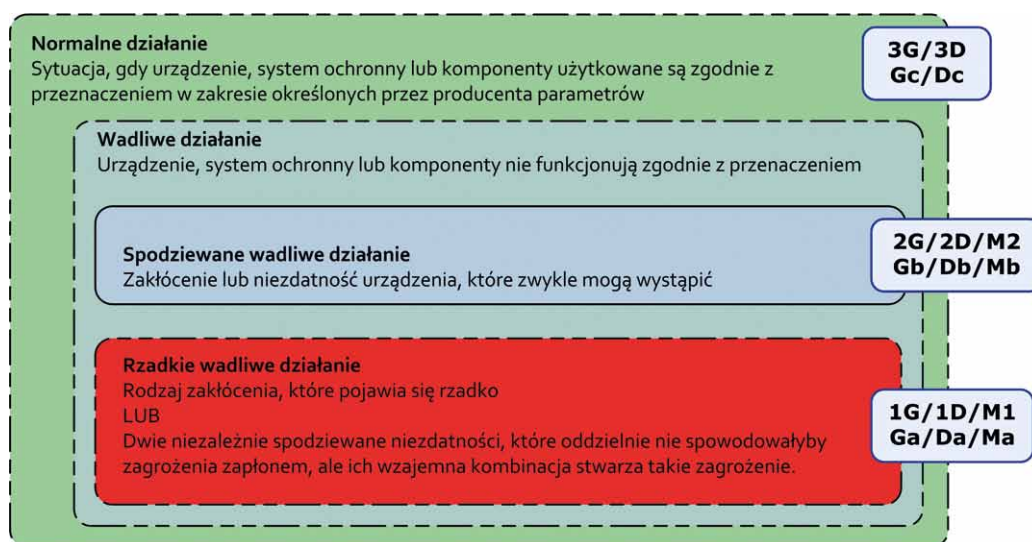 Normalne działanie
Sytuacja, gdy urządzenie, system ochronny lub komponenty użytkowane są zgodnie z
przeznaczeniem w zakresie określonych przez producenta parametrów
3G/3D
Gc/Dc
Wadliwe działanie
Urządzenie, system ochronny lub komponenty nie funkcjonują zgodnie z przenaczeniem
Spodziewane wadliwe działanie
Zakłócenie lub niezdatność urządzenia, które zwykle mogą wystąpić
2G/2D/M2
Gb/Db/Mb
Rzadkie wadliwe działanie
Rodzaj zakłócenia, które pojawia się rzadko
LUB
Dwie niezależnie spodziewane niezdatności, które oddzielnie nie spowodowałyby
zagrożenia zapłonem, ale ich wzajemna kombinacja stwarza takie zagrożenie.
1G/1D/M1
Ga/Da/Ma